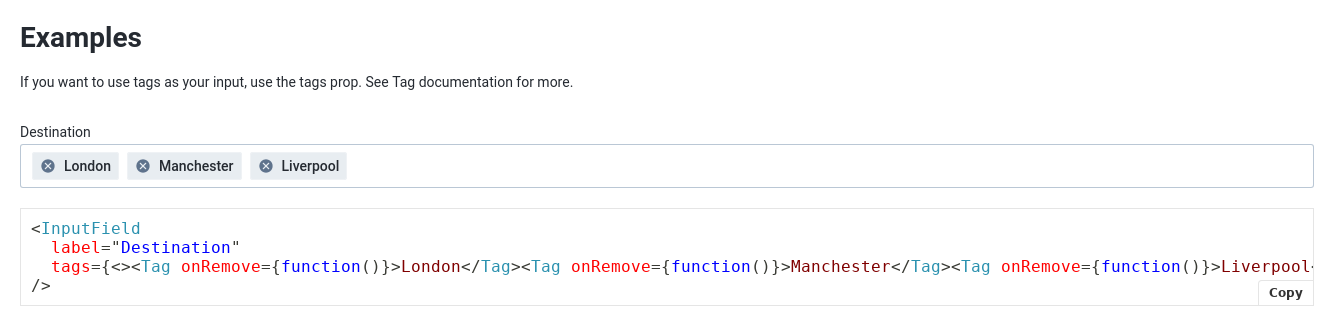 Examples
If you want to use tags as your input, use the tags prop. See Tag documentation for more.
Destination
London Manchester Liverpool
<InputField
  label="Destination"
  tags={<><Tag onRemove={function()}>London</Tag><Tag onRemove={function()}>Manchester</Tag><Tag onRemove={function()}>Liverpool<
/>
Copy